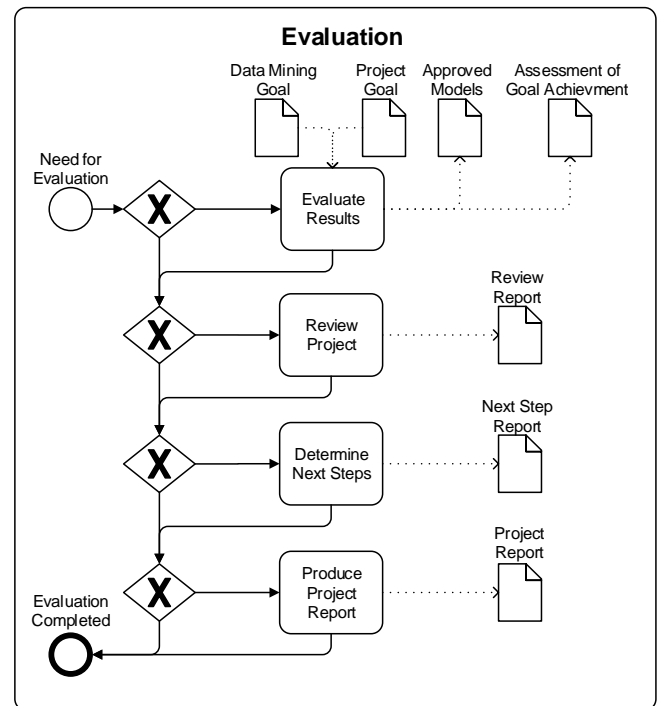 Evaluation
Data Mining
Goal
Project
Goal
Approved
Models
Assessment of
Goal Achievment
Need for
Evaluation
X
Evaluate
Results
Review
Report
X
Review
Project
Next Step
Report
X
Determine
Next Steps
Project
Report
X
Produce
Project
Report
Evaluation
Completed